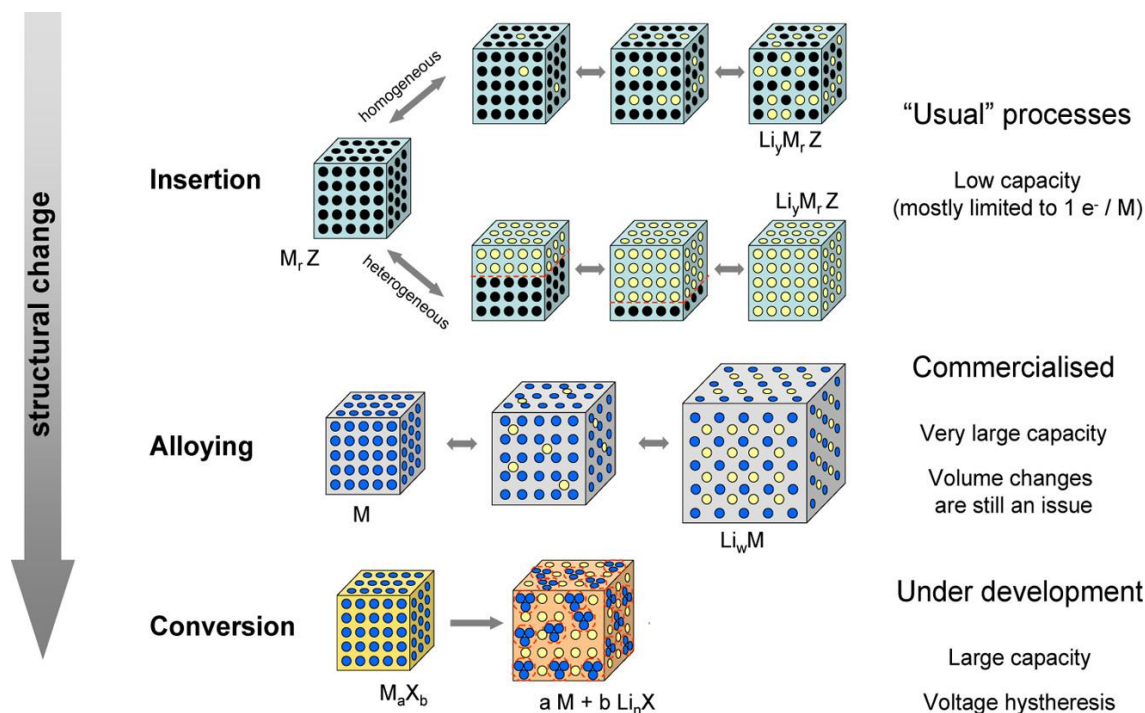 structural change
Insertion
homogeneous
heterogeneous
MᵣZ
LiyMᵣZ
LiyMᵣZ
“Usual” processes
Low capacity
(mostly limited to 1 e⁻ / M)
Alloying
M
LiwM
Commercialised
Very large capacity
Volume changes
are still an issue
Conversion
MₐXb
a M + b LiₙX
Under development
Large capacity
Voltage hystheresis